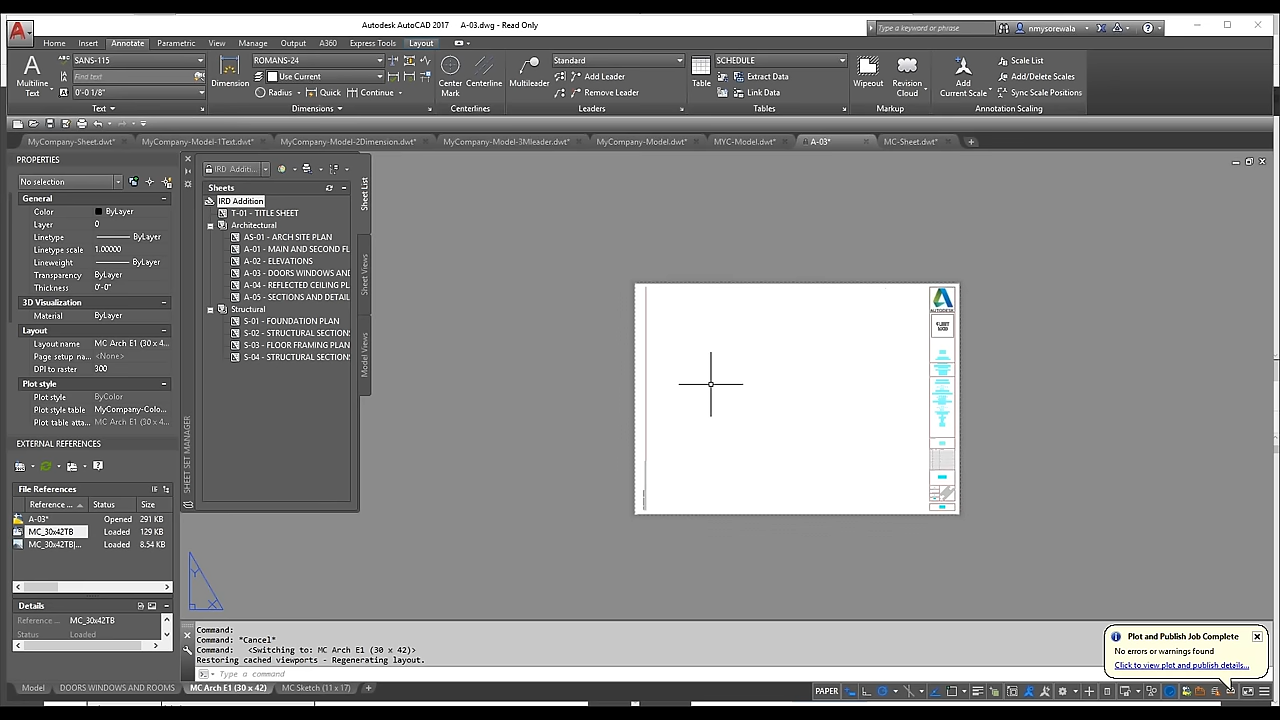 Autodesk AutoCAD 2017 A-03.dwg - Read Only
Type a keyword or phrase
nmysorewala
Home Insert Annotate Parametric View Manage Output A360 Express Tools Layout
SANS-115
Find text
0'-0 1/8"
Multiline
Text
Text
Dimension
ROMANS-24
Use Current
Radius Quick Continue
Dimensions
Center
Mark
Centerline
Centerlines
Multileader
Standard
Add Leader
Remove Leader
Leaders
Table
SCHEDULE
Extract Data
Link Data
Tables
Wipeout
Revision
Cloud
Markup
Add
Current Scale
Scale List
Add/Delete Scales
Sync Scale Positions
Annotation Scaling
MyCompany-Sheet.dwt* MyCompany-Model-1Text.dwt* MyCompany-Model-2Dimension.dwt* MyCompany-Model-3Mleader.dwt* MyCompany-Model.dwt* MYC-Model.dwt* A-03* MC-Sheet.dwt*
PROPERTIES
No selection
General
Color ByLayer
Layer 0
Linetype ByLayer
Linetype scale 1.00000
Lineweight ByLayer
Transparency ByLayer
Thickness 0'-0"
3D Visualization
Material ByLayer
Layout
Layout name MC Arch E1 (30 x 4...
Page setup na... <None>
DPI to raster 300
Plot style
Plot style ByColor
Plot style table MyCompany-Colo...
Plot table atta... MC Arch E1 (30 x 4...
EXTERNAL REFERENCES
File References
Reference ... Status Size
A-03* Opened 291 KB
MC_30x42TB Loaded 129 KB
MC_30x42TB|... Loaded 8.54 KB
Details
Reference ... MC_30x42TB
Status Loaded
IRD Additi...
Sheets
IRD Addition
T-01 - TITLE SHEET
Architectural
AS-01 - ARCH SITE PLAN
A-01 - MAIN AND SECOND FL
A-02 - ELEVATIONS
A-03 - DOORS WINDOWS AND
A-04 - REFLECTED CEILING PL
A-05 - SECTIONS AND DETAIL
Structural
S-01 - FOUNDATION PLAN
S-02 - STRUCTURAL SECTIONS
S-03 - FLOOR FRAMING PLAN
S-04 - STRUCTURAL SECTIONS
Sheet List
Sheet Views
Model Views
SHEET SET MANAGER
AUTODESK
Y
X
Command:
Command: *Cancel*
Command: <Switching to: MC Arch E1 (30 x 42)>
Restoring cached viewports - Regenerating layout.
Type a command
Plot and Publish Job Complete
No errors or warnings found
Click to view plot and publish details...
Model DOORS WINDOWS AND ROOMS MC Arch E1 (30 x 42) MC Sketch (11 x 17) +
PAPER